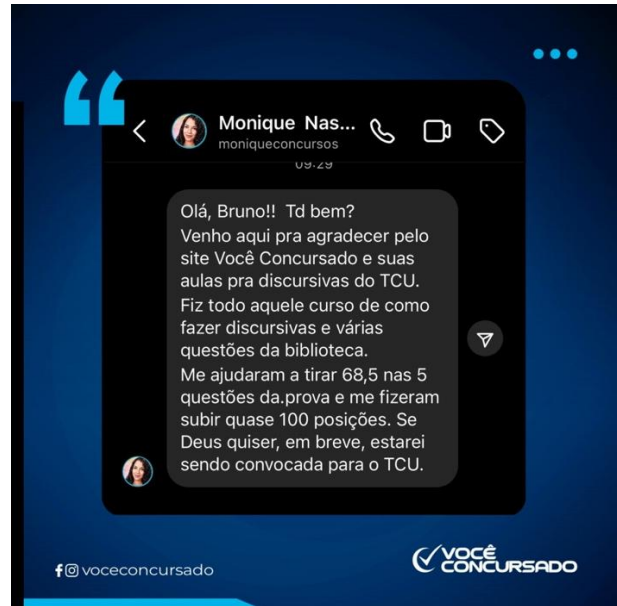 Monique Nas...
moniqueconcursos
09:29
Olá, Bruno!! Td bem?
Venho aqui pra agradecer pelo
site Você Concursado e suas
aulas pra discursivas do TCU.
Fiz todo aquele curso de como
fazer discursivas e várias
questões da biblioteca.
Me ajudaram a tirar 68,5 nas 5
questões da.prova e me fizeram
subir quase 100 posições. Se
Deus quiser, em breve, estarei
sendo convocada para o TCU.
voceconcursado
VOCÊ
CONCURSADO